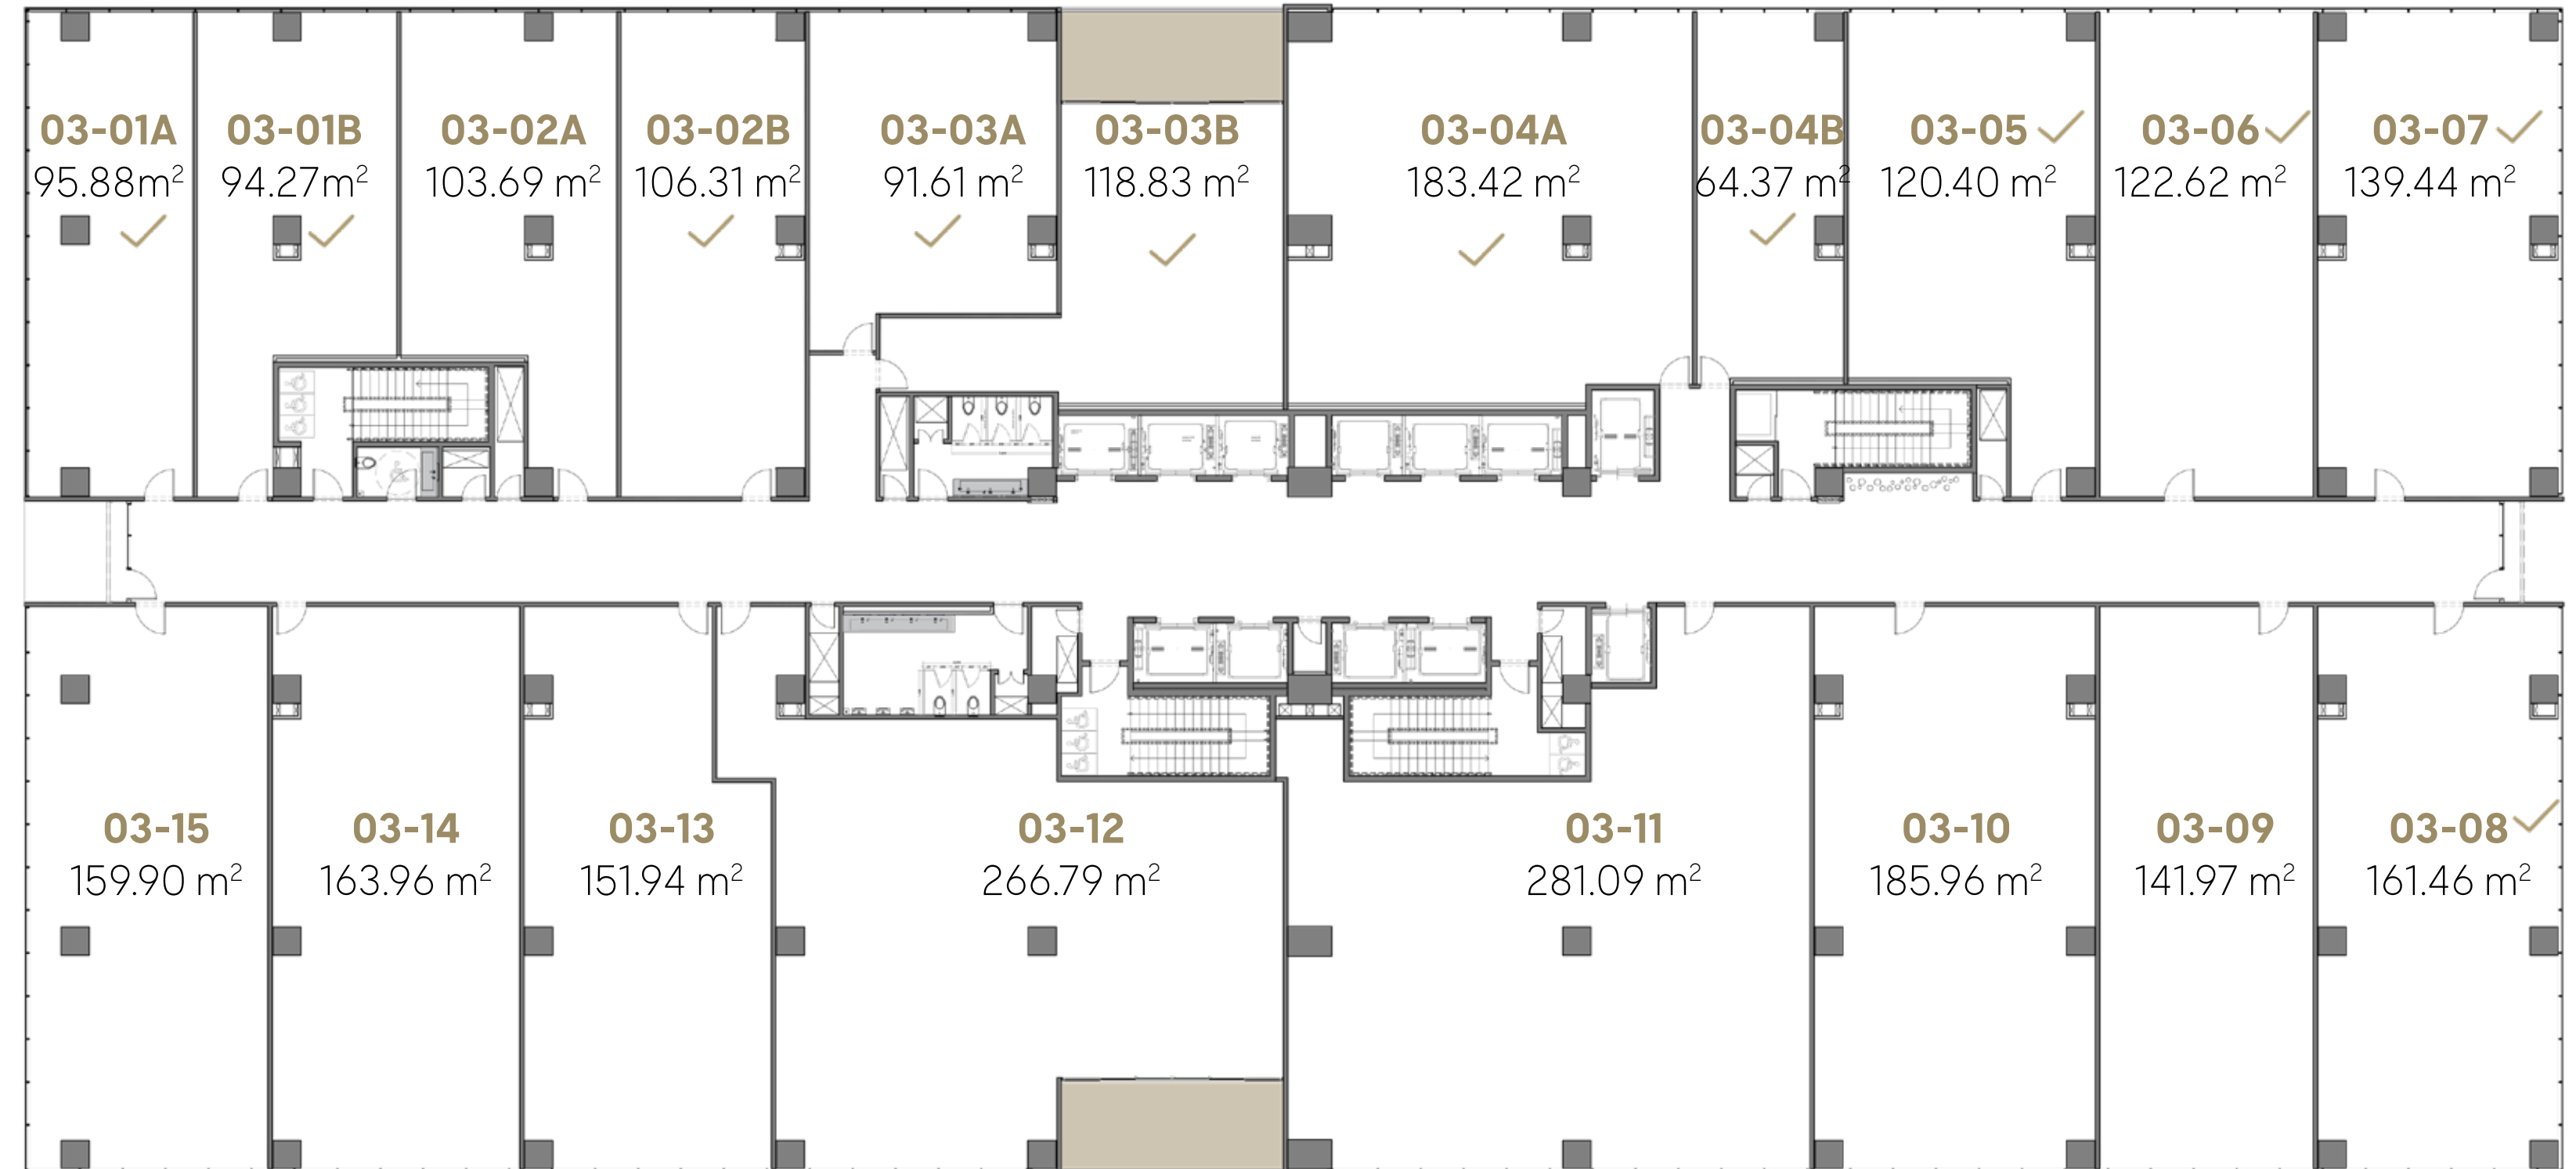 03-01A
95.88m²
03-01B
94.27m²
03-02A
103.69 m²
03-02B
106.31 m²
03-03A
91.61 m²
03-03B
118.83 m²
03-04A
183.42 m²
03-04B
64.37 m²
03-05
120.40 m²
03-06
122.62 m²
03-07
139.44 m²
03-15
159.90 m²
03-14
163.96 m²
03-13
151.94 m²
03-12
266.79 m²
03-11
281.09 m²
03-10
185.96 m²
03-09
141.97 m²
03-08
161.46 m²